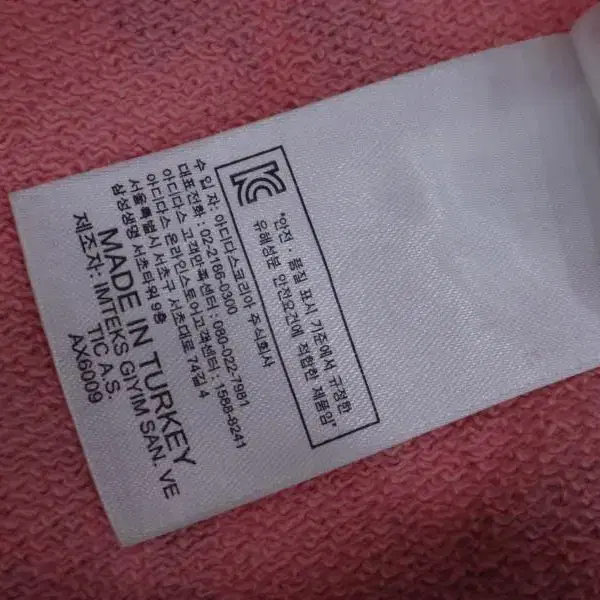 KC
"안전 · 품질 표시 기준에서 규정한
유해성분 안전요건에 적합한 제품임"
수 입 자: 아디다스코리아 주식회사
대표전화 : 02-2186-0300
아디다스 고객만족센터 : 080-022-7981
아디다스 온라인스토어고객센터 : 1588-8241
서울특별시 서초구 서초대로 74길 4
삼성생명 서초타워 9층
MADE IN TURKEY
제조자: IMTEKS GIYIM SAN. VE
TIC A.S.
AX6009